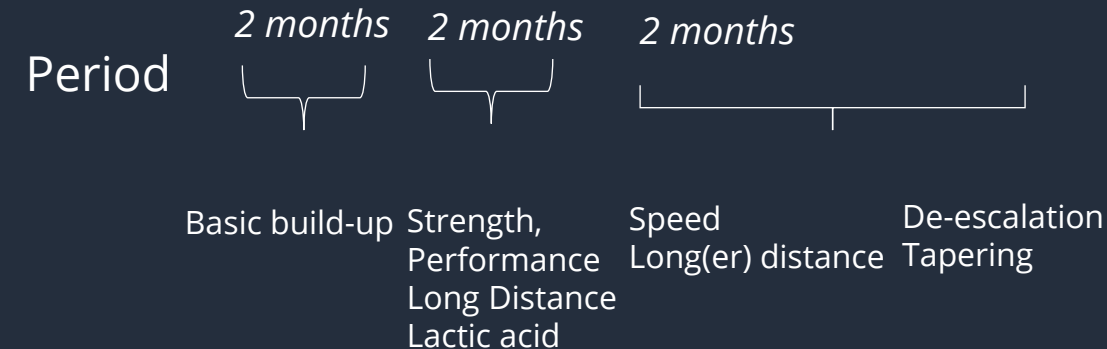 2 months
2 months
2 months
Period
Basic build-up
Strength,
Performance
Long Distance
Lactic acid
Speed
Long(er) distance
De-escalation
Tapering